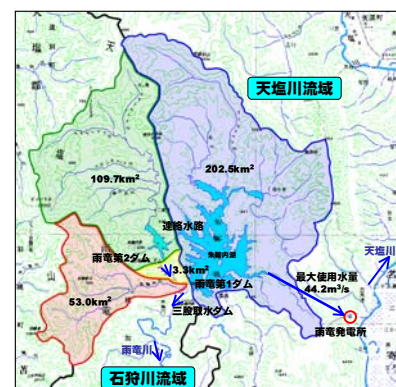 天塩川流域
202.5km²
109.7km²
連絡水路
朱鞠内湖
天塩川
雨竜第2ダム
3.3km²
雨竜第1ダム
最大使用水量
44.2m³/s
53.0km²
三股取水ダム
雨竜発電所
雨竜川
石狩川流域